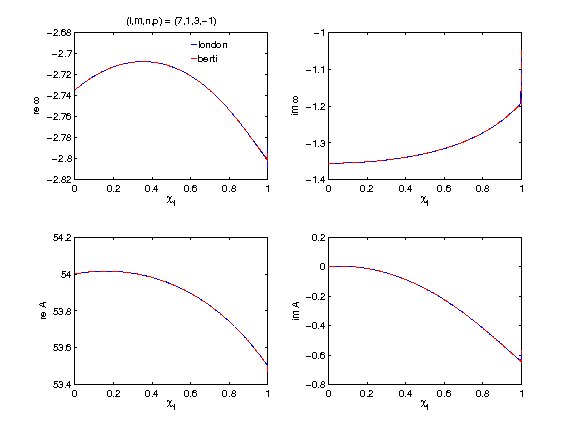 (l,m,n,p) = (7,1,3,−1)
−2.68
−2.7
−2.72
−2.74
−2.76
−2.78
−2.8
−2.82
re ω
london
berti
0 0.2 0.4 0.6 0.8 1
χf
−1
−1.1
−1.2
−1.3
−1.4
im ω
0 0.2 0.4 0.6 0.8 1
χf
54.2
54
53.8
53.6
53.4
re A
0 0.2 0.4 0.6 0.8 1
χf
0.2
0
−0.2
−0.4
−0.6
−0.8
im A
0 0.2 0.4 0.6 0.8 1
χf